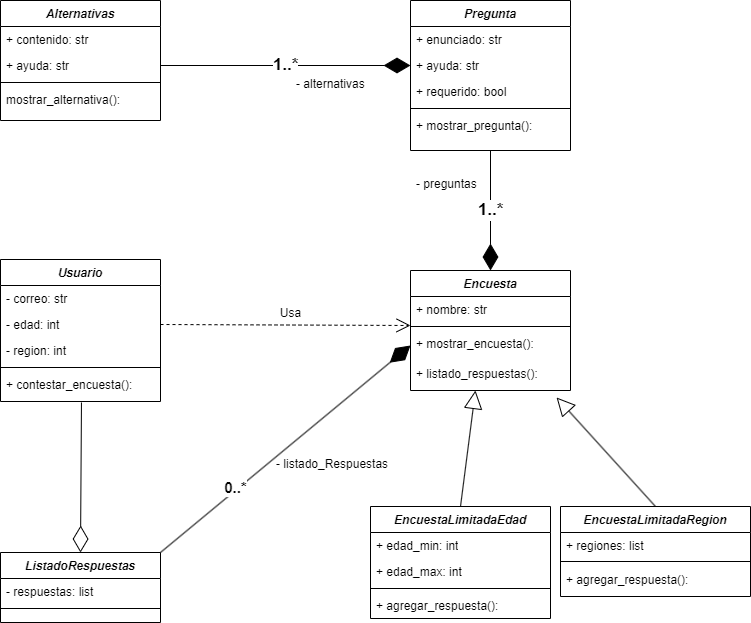 Alternativas
+ contenido: str
+ ayuda: str
mostrar_alternativa():
1..*
- alternativas
Pregunta
+ enunciado: str
+ ayuda: str
+ requerido: bool
+ mostrar_pregunta():
- preguntas
1..*
Usuario
- correo: str
- edad: int
- region: int
+ contestar_encuesta():
Usa
Encuesta
+ nombre: str
+ mostrar_encuesta():
+ listado_respuestas():
- listado_Respuestas
0..*
ListadoRespuestas
- respuestas: list
EncuestaLimitadaEdad
+ edad_min: int
+ edad_max: int
+ agregar_respuesta():
EncuestaLimitadaRegion
+ regiones: list
+ agregar_respuesta():